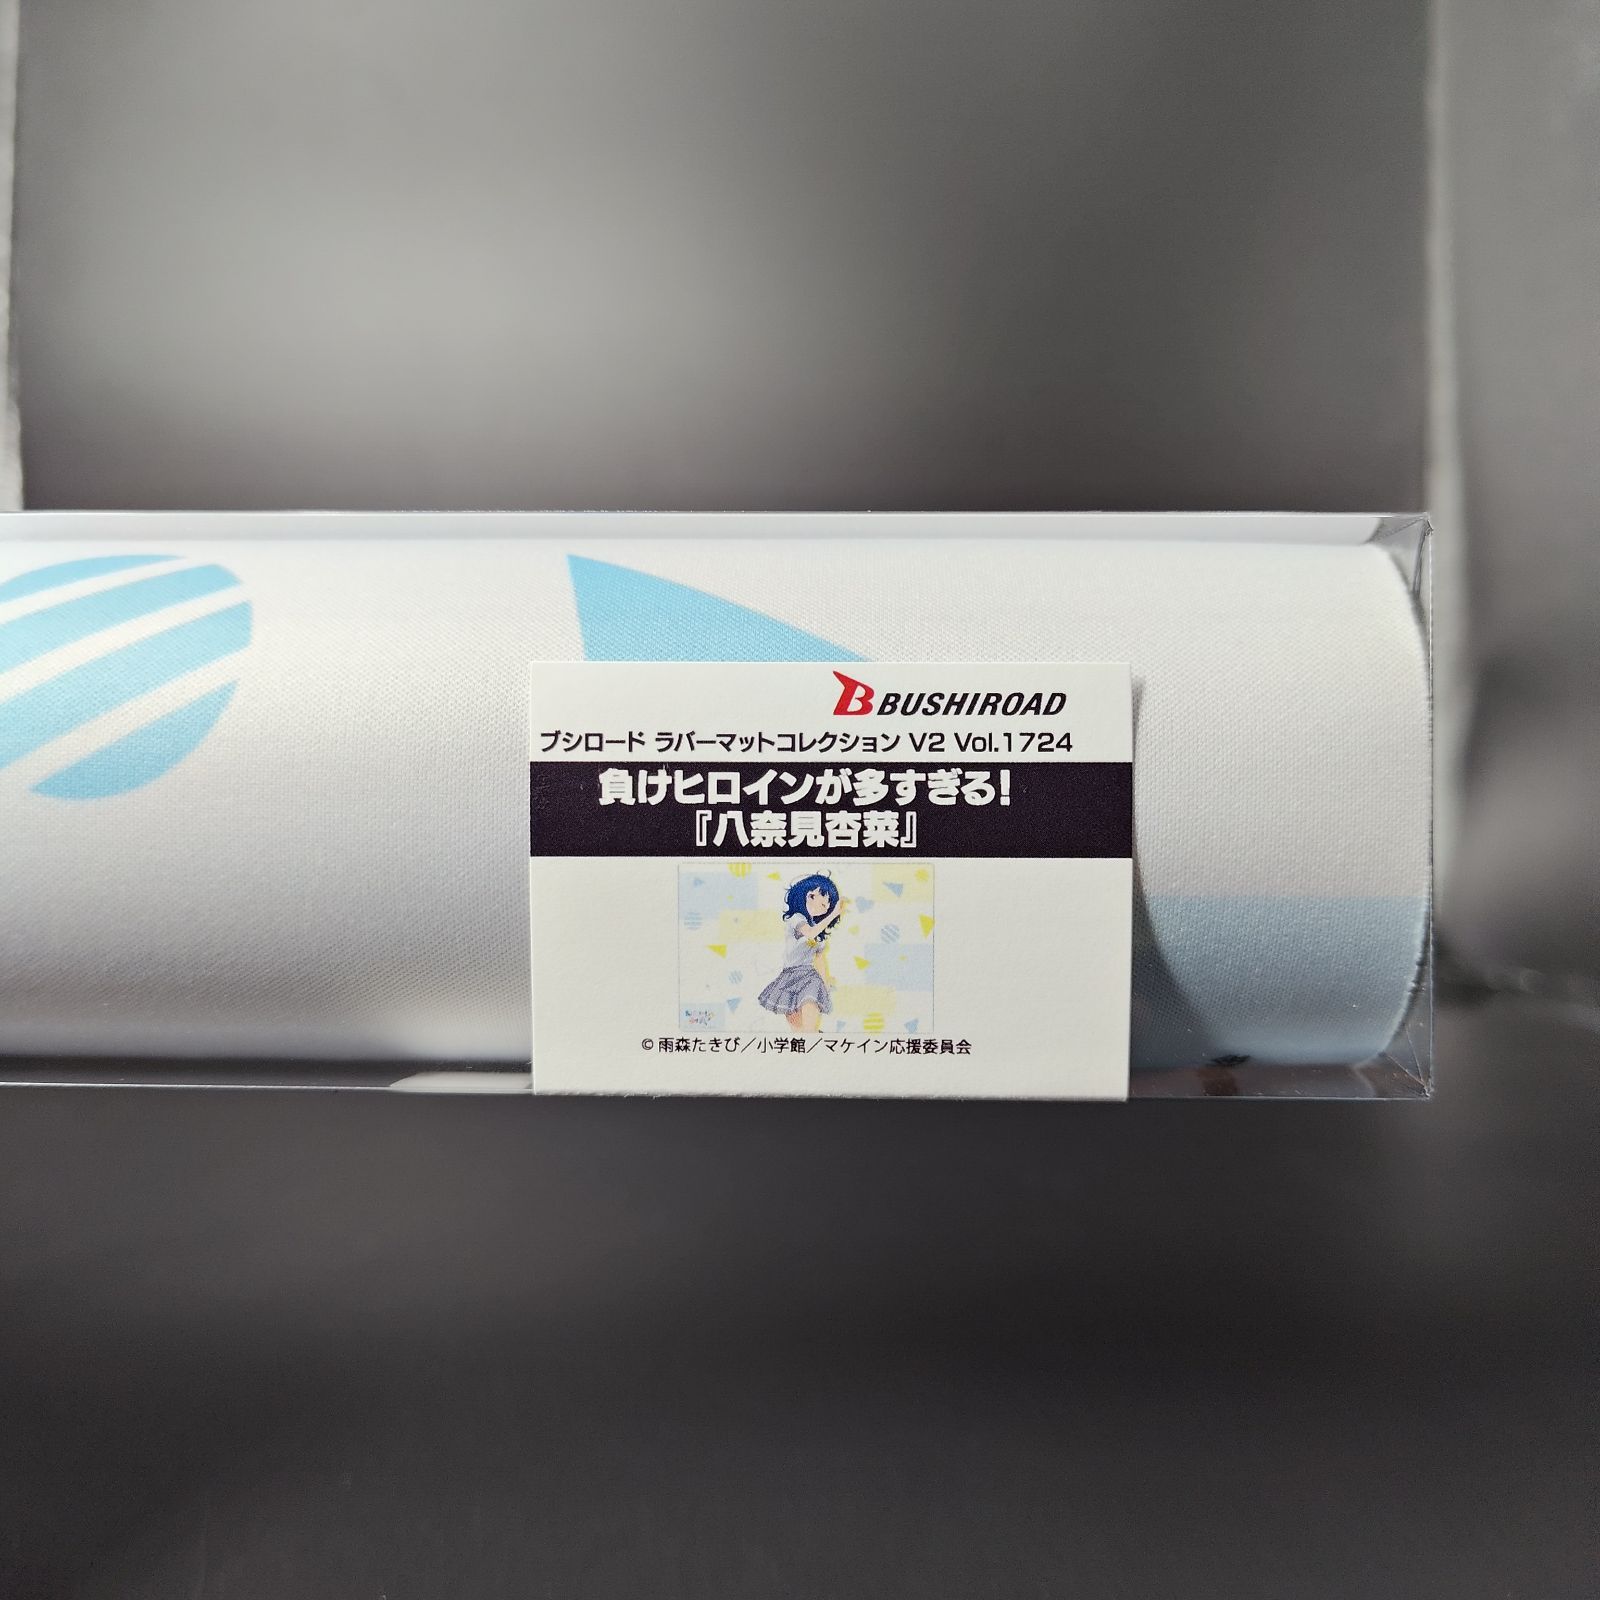 BUSHIROAD
ブシロード ラバーマットコレクション V2 Vol.1724
負けヒロインが多すぎる!
『八奈見杏菜』
© 雨森たきび／小学館／マケイン応援委員会